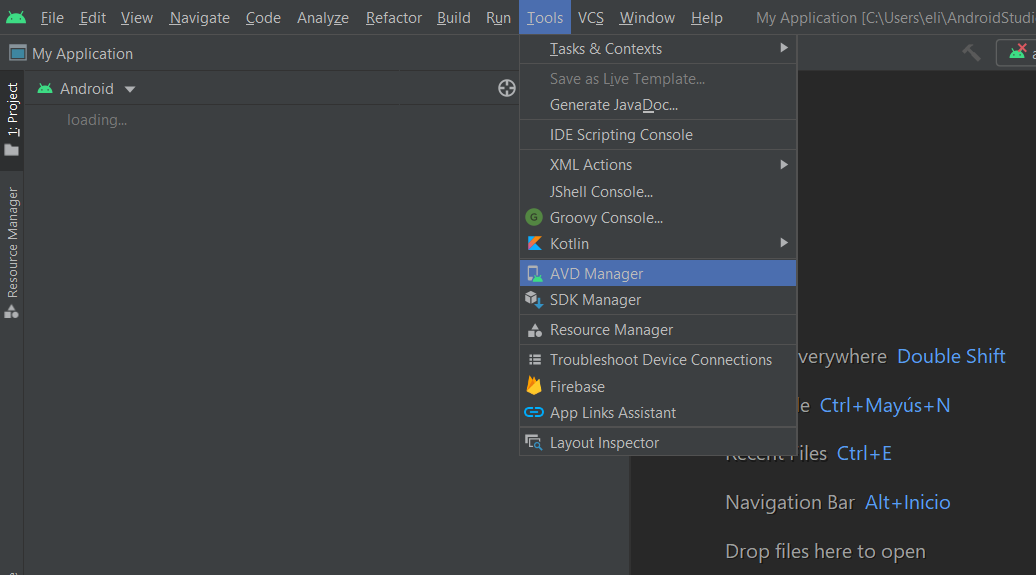 File Edit View Navigate Code Analyze Refactor Build Run Tools VCS Window Help My Application [C:\Users\eli\AndroidStudi
My Application
1: Project
Android
loading...
Resource Manager
Tasks & Contexts
Save as Live Template...
Generate JavaDoc...
IDE Scripting Console
XML Actions
JShell Console...
G Groovy Console...
Kotlin
AVD Manager
SDK Manager
Resource Manager
Troubleshoot Device Connections
Firebase
App Links Assistant
Layout Inspector
verywhere Double Shift
le Ctrl+Mayús+N
Recent Files Ctrl+E
Navigation Bar Alt+Inicio
Drop files here to open